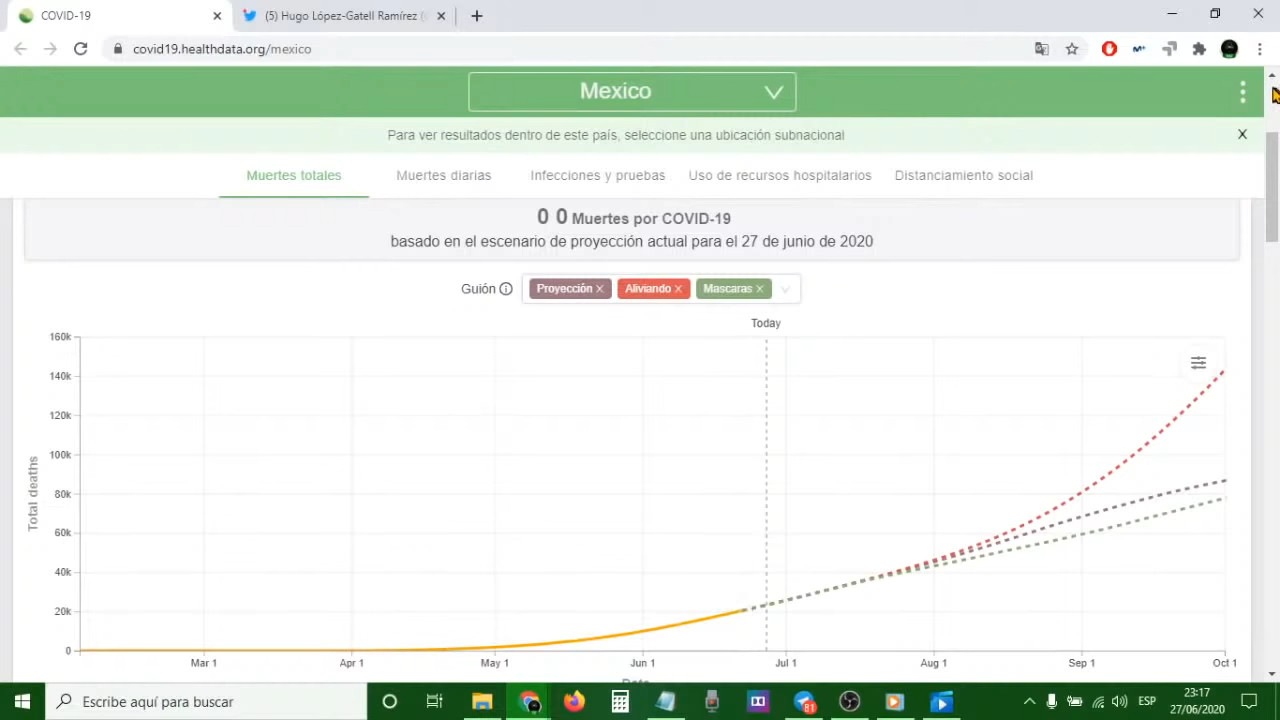 COVID-19
(5) Hugo López-Gatell Ramírez (
covid19.healthdata.org/mexico
Mexico
Para ver resultados dentro de este país, seleccione una ubicación subnacional
X
Muertes totales
Muertes diarias
Infecciones y pruebas
Uso de recursos hospitalarios
Distanciamiento social
0 0 Muertes por COVID-19
basado en el escenario de proyección actual para el 27 de junio de 2020
Guión
Proyección
Aliviando
Mascaras
Today
160k
140k
120k
100k
80k
60k
40k
20k
0
Total deaths
Mar 1
Apr 1
May 1
Jun 1
Jul 1
Aug 1
Sep 1
Oct 1
Escribe aquí para buscar
ESP
23:17
27/06/2020